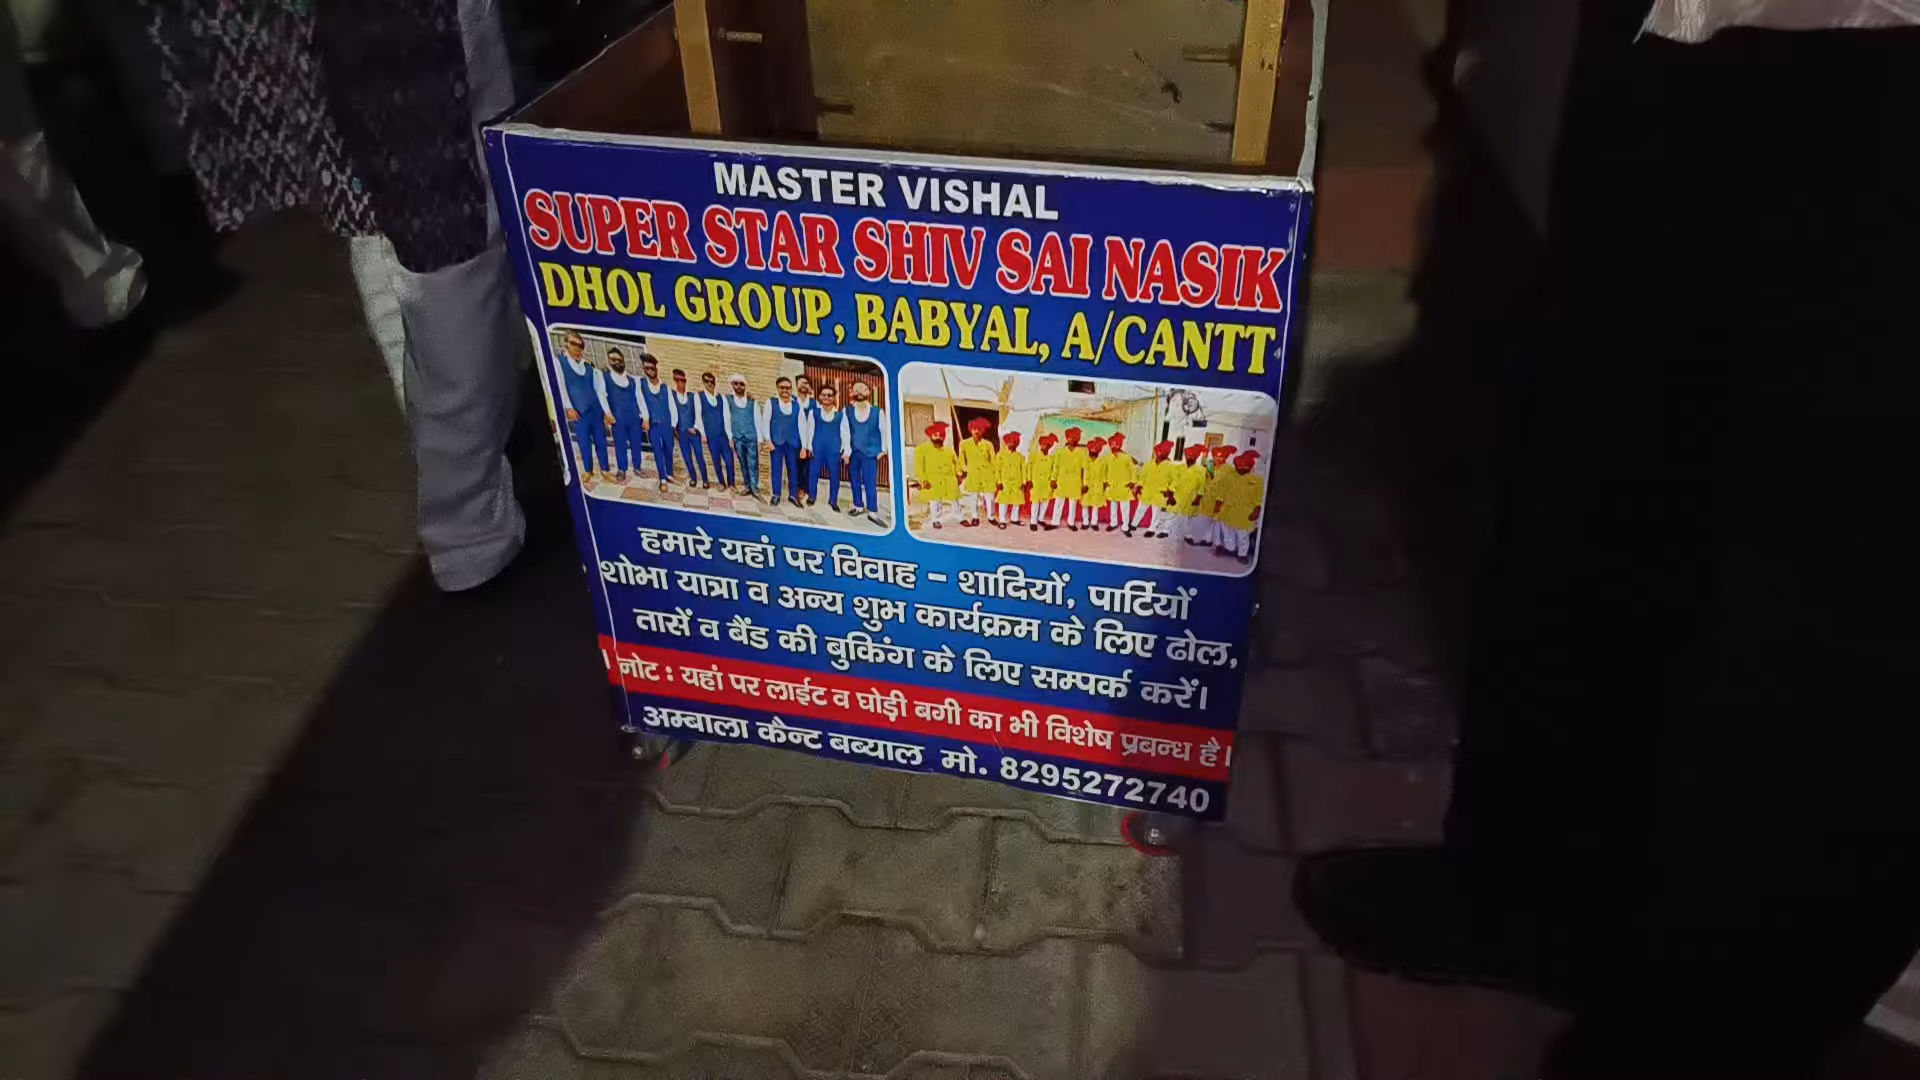 MASTER VISHAL
SUPER STAR SHIV SAI NASIK
DHOL GROUP, BABYAL, A/CANTT
हमारे यहां पर विवाह - शादियों, पार्टियों
शोभा यात्रा व अन्य शुभ कार्यक्रम के लिए ढोल,
तासें व बैंड की बुकिंग के लिए सम्पर्क करें।
नोट : यहां पर लाईट व घोड़ी बगी का भी विशेष प्रबन्ध है।
अम्बाला कैन्ट बब्याल मो. 8295272740